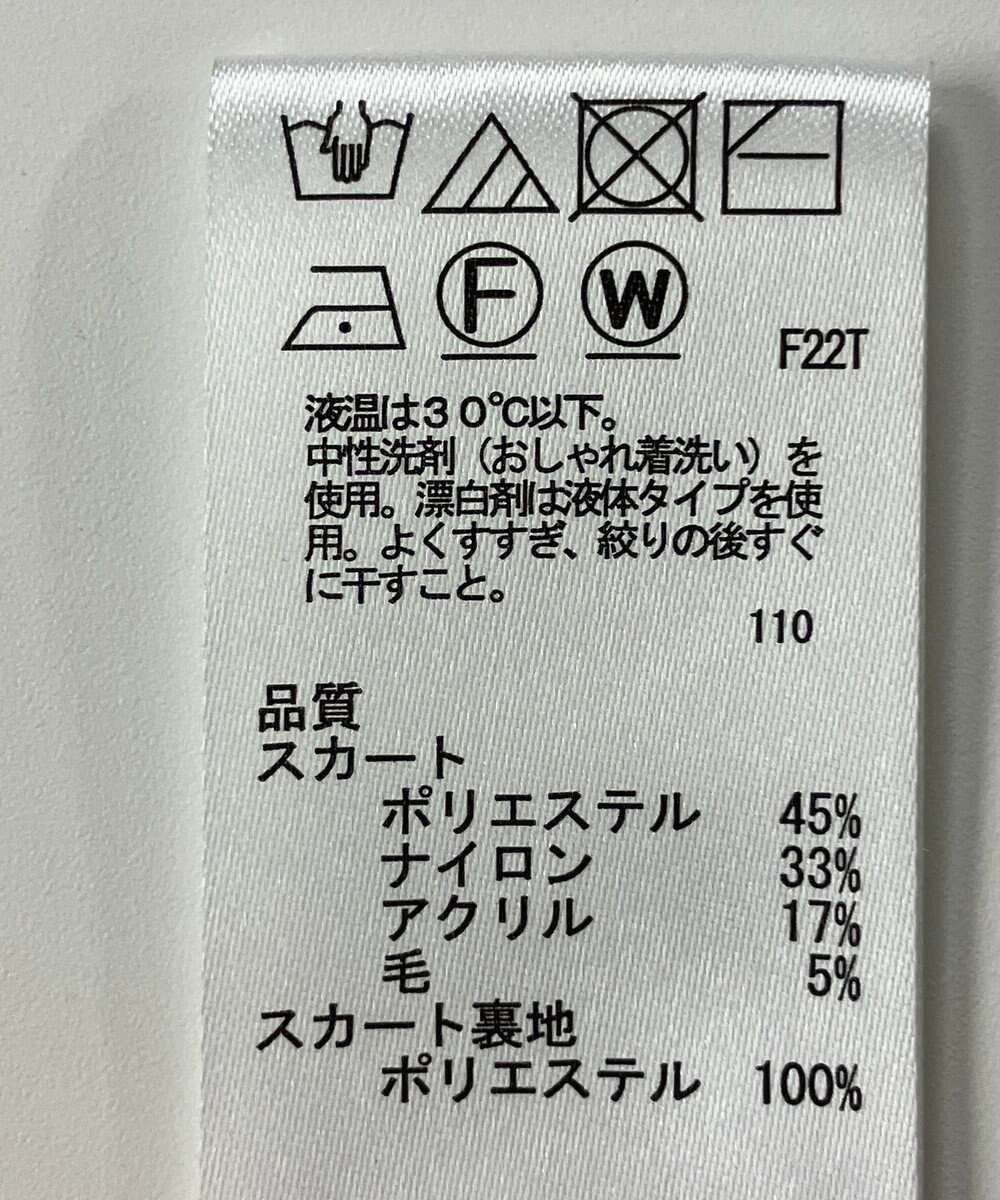 F W
F22T
液温は30℃以下。
中性洗剤（おしゃれ着洗い）を
使用。漂白剤は液体タイプを使
用。よくすすぎ、絞りの後すぐ
に干すこと。
110
品質
スカート
ポリエステル 45%
ナイロン 33%
アクリル 17%
毛 5%
スカート裏地
ポリエステル 100%